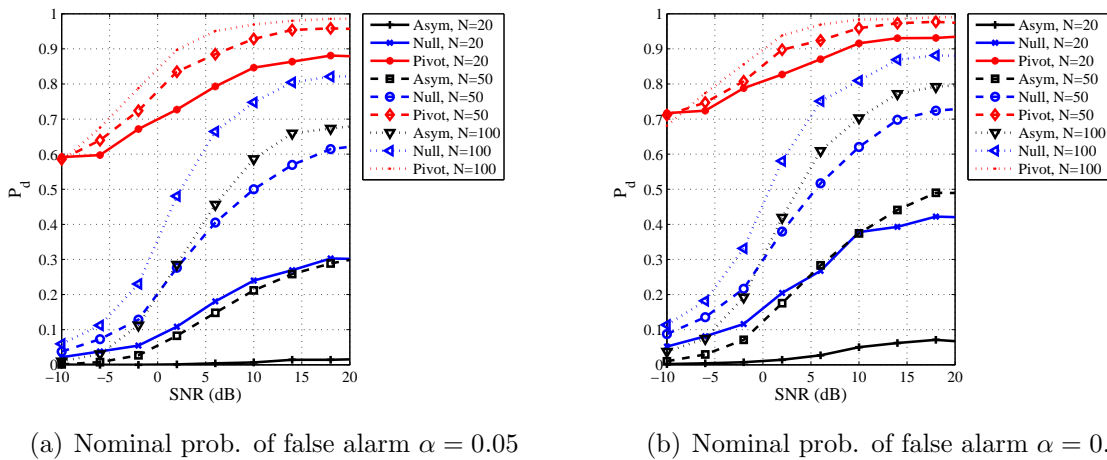 1
0.9
0.8
0.7
0.6
0.5
0.4
0.3
0.2
0.1
0
P_d
−10 −5 0 5 10 15 20
SNR (dB)
Asym, N=20
Null, N=20
Pivot, N=20
Asym, N=50
Null, N=50
Pivot, N=50
Asym, N=100
Null, N=100
Pivot, N=100
(a) Nominal prob. of false alarm α = 0.05
1
0.9
0.8
0.7
0.6
0.5
0.4
0.3
0.2
0.1
0
P_d
−10 −5 0 5 10 15 20
SNR (dB)
Asym, N=20
Null, N=20
Pivot, N=20
Asym, N=50
Null, N=50
Pivot, N=50
Asym, N=100
Null, N=100
Pivot, N=100
(b) Nominal prob. of false alarm α = 0.